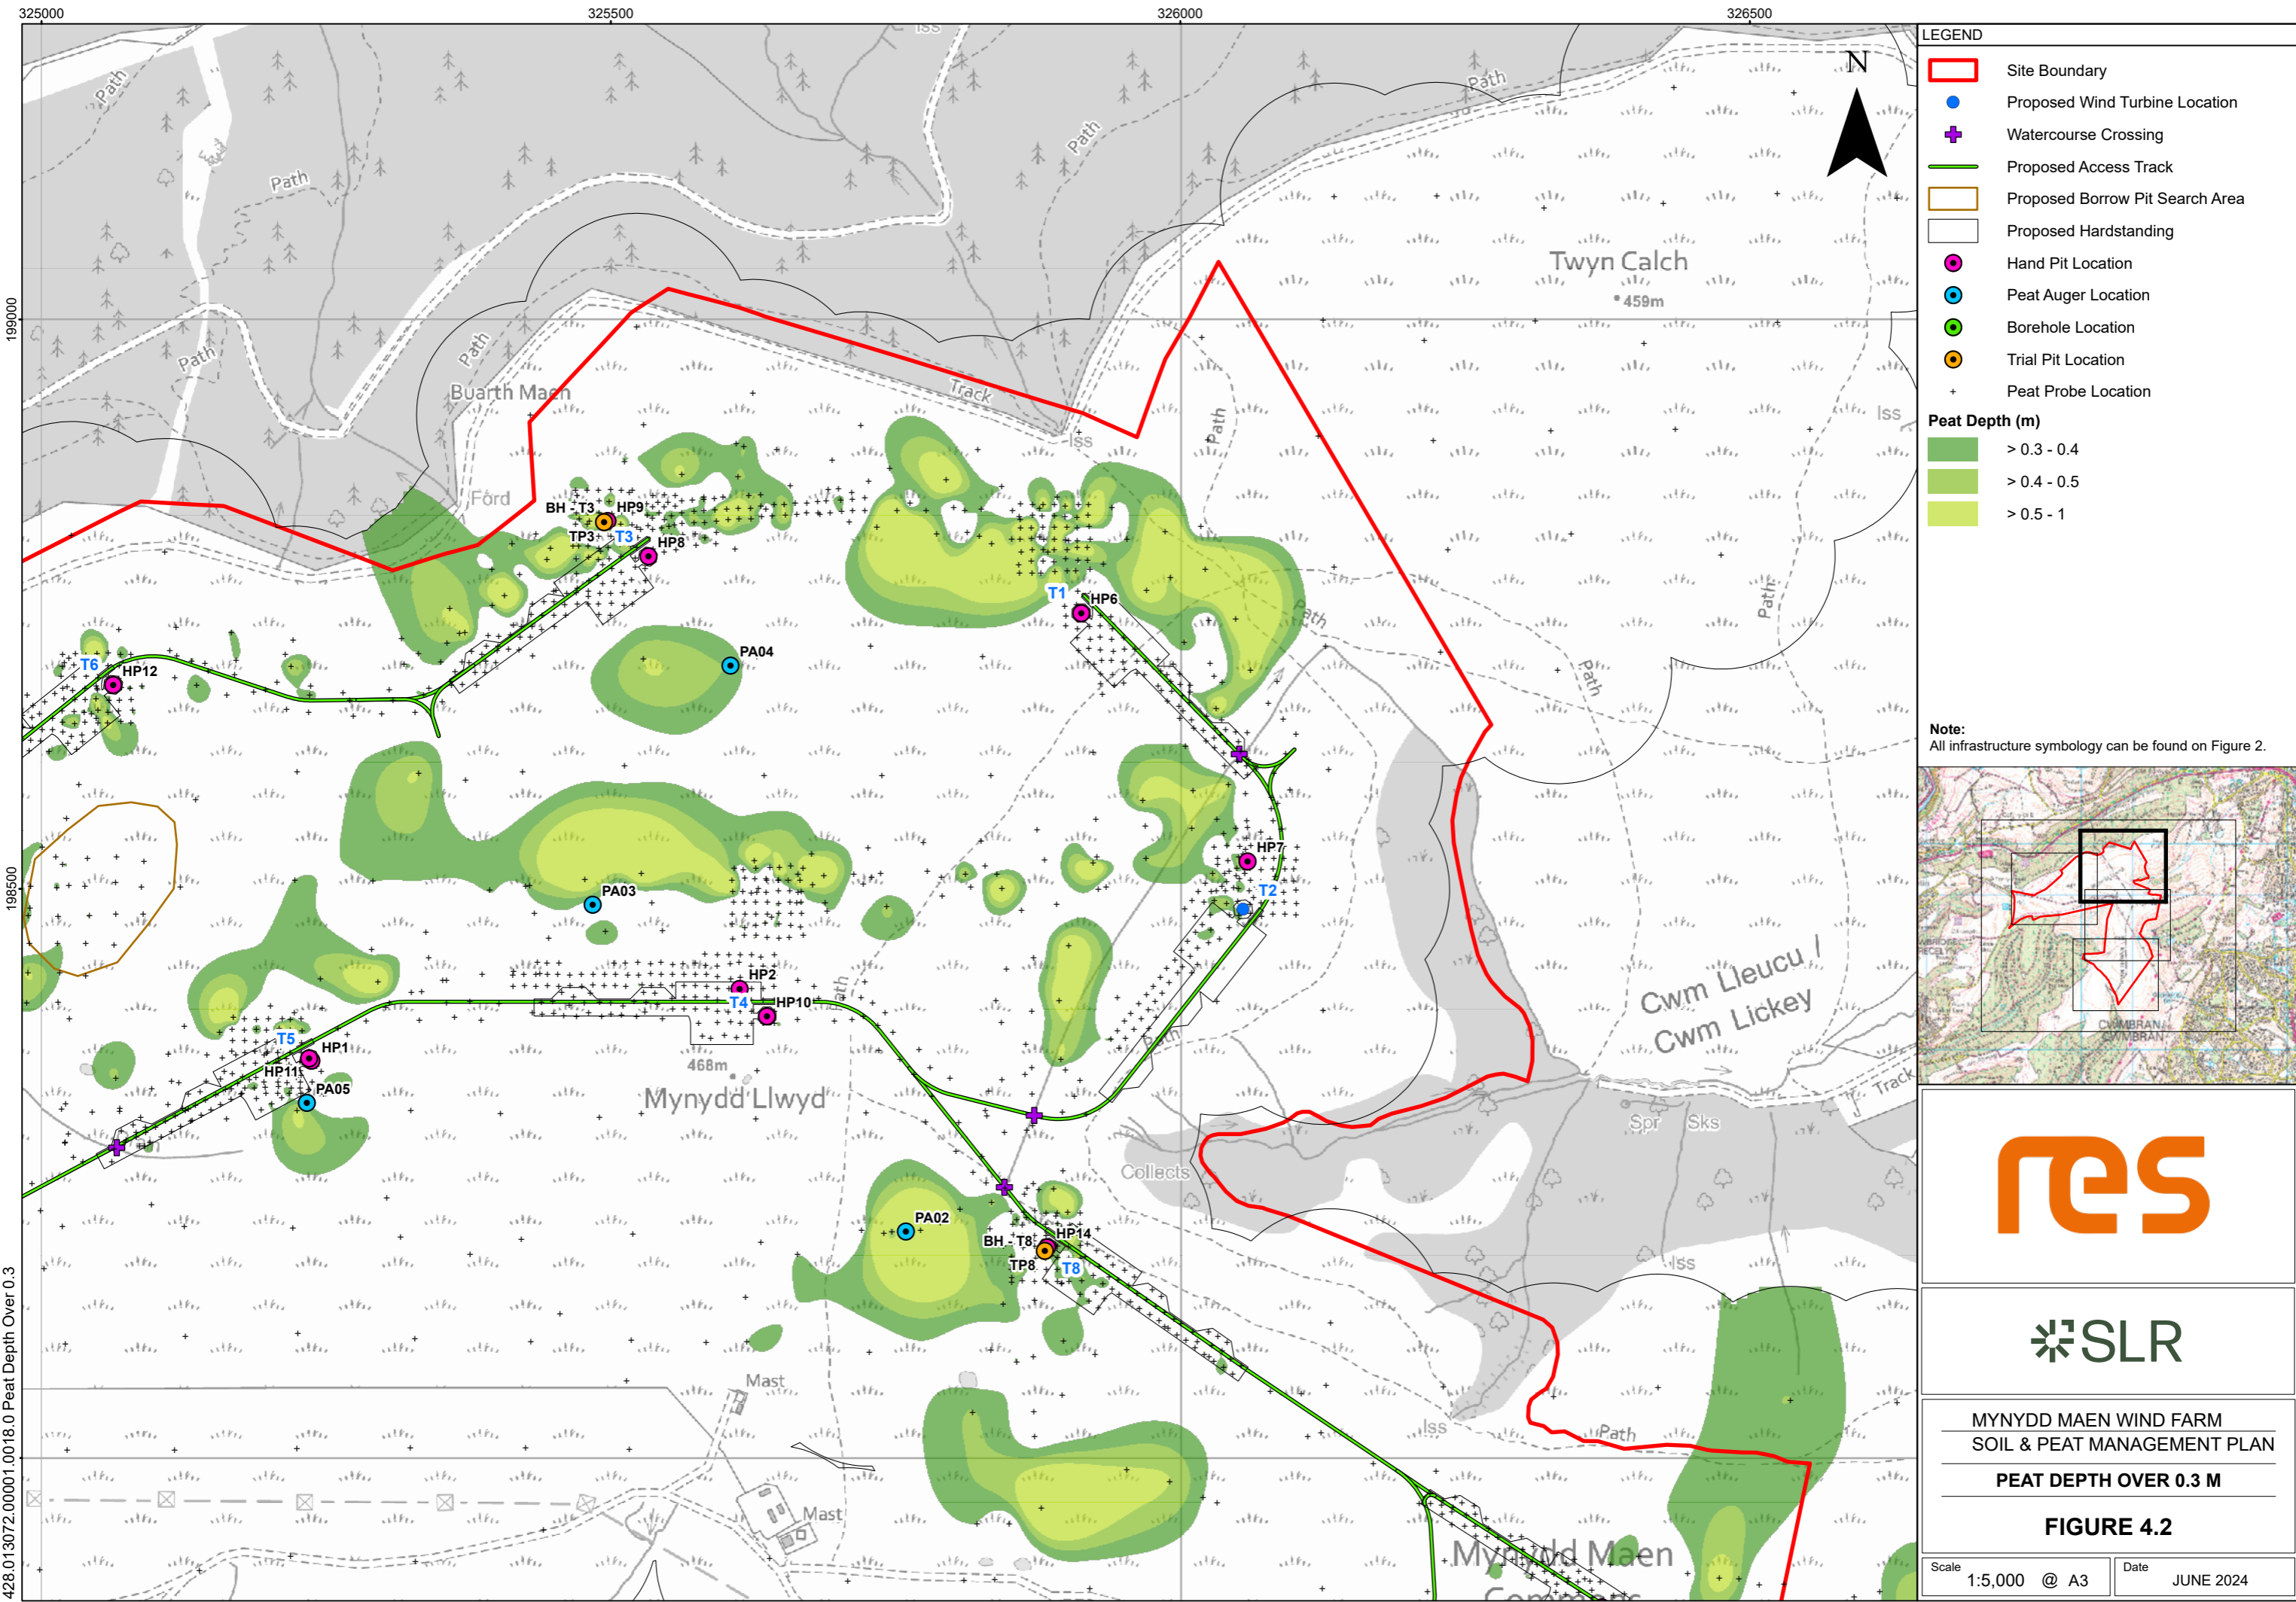 325000
325500
326000
326500
199000
198500
428.013072.00001.0018.0 Peat Depth Over 0.3
Iss
Path
Path
Path
Path
Path
Path
Path
N
Twyn Calch
459m
Buarth Maen
Track
Iss
Path
Iss
Ford
BH - T3
HP9
TP3
T3
HP8
T1
HP6
Path
Path
Path
PA04
T6
HP12
HP7
T2
PA03
HP2
T4
HP10
Path
Path
Cwm Lleucu /
Cwm Lickey
T5
HP1
HP11
PA05
468m
Mynydd Llwyd
Track
Spr
Sks
Collects
PA02
BH - T8
HP14
TP8
T8
Iss
Mast
Iss
Path
Mast
Mynydd Maen
Common
LEGEND
Site Boundary
Proposed Wind Turbine Location
Watercourse Crossing
Proposed Access Track
Proposed Borrow Pit Search Area
Proposed Hardstanding
Hand Pit Location
Peat Auger Location
Borehole Location
Trial Pit Location
Peat Probe Location
Peat Depth (m)
> 0.3 - 0.4
> 0.4 - 0.5
> 0.5 - 1
Note:
All infrastructure symbology can be found on Figure 2.
CWMBRAN
CWMBRAN
res
SLR
MYNYDD MAEN WIND FARM
SOIL & PEAT MANAGEMENT PLAN
PEAT DEPTH OVER 0.3 M
FIGURE 4.2
Scale
1:5,000 @ A3
Date
JUNE 2024